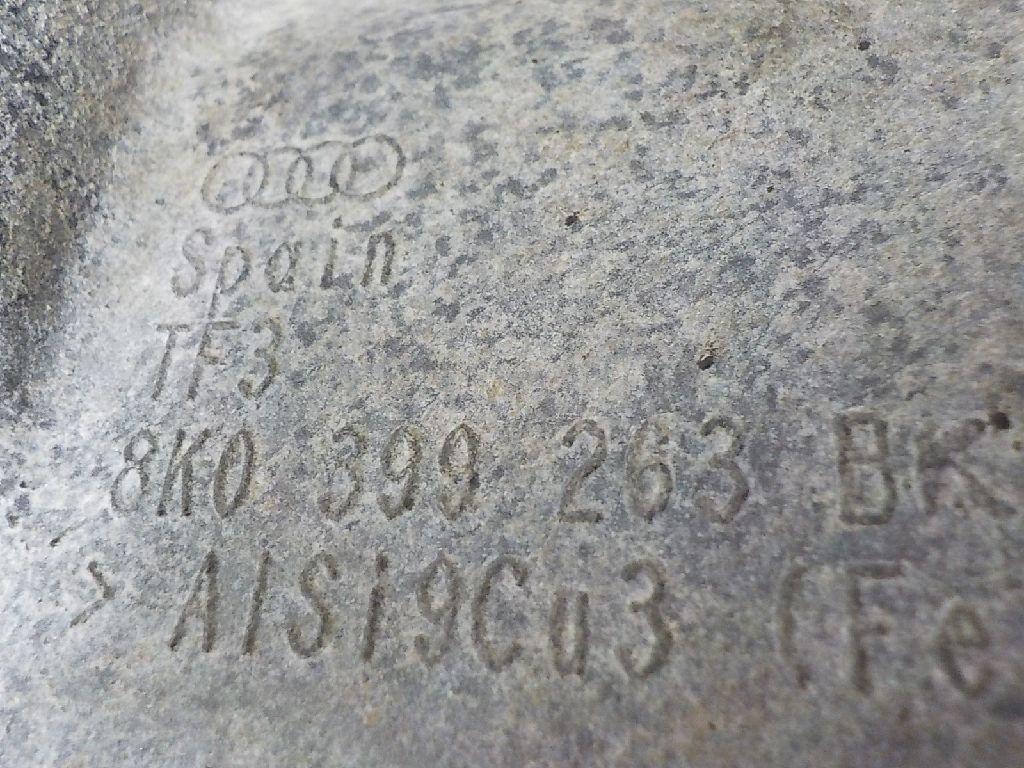 Spain
TF3
8K0 399 263 BK
>AlSi9Cu3 (Fe